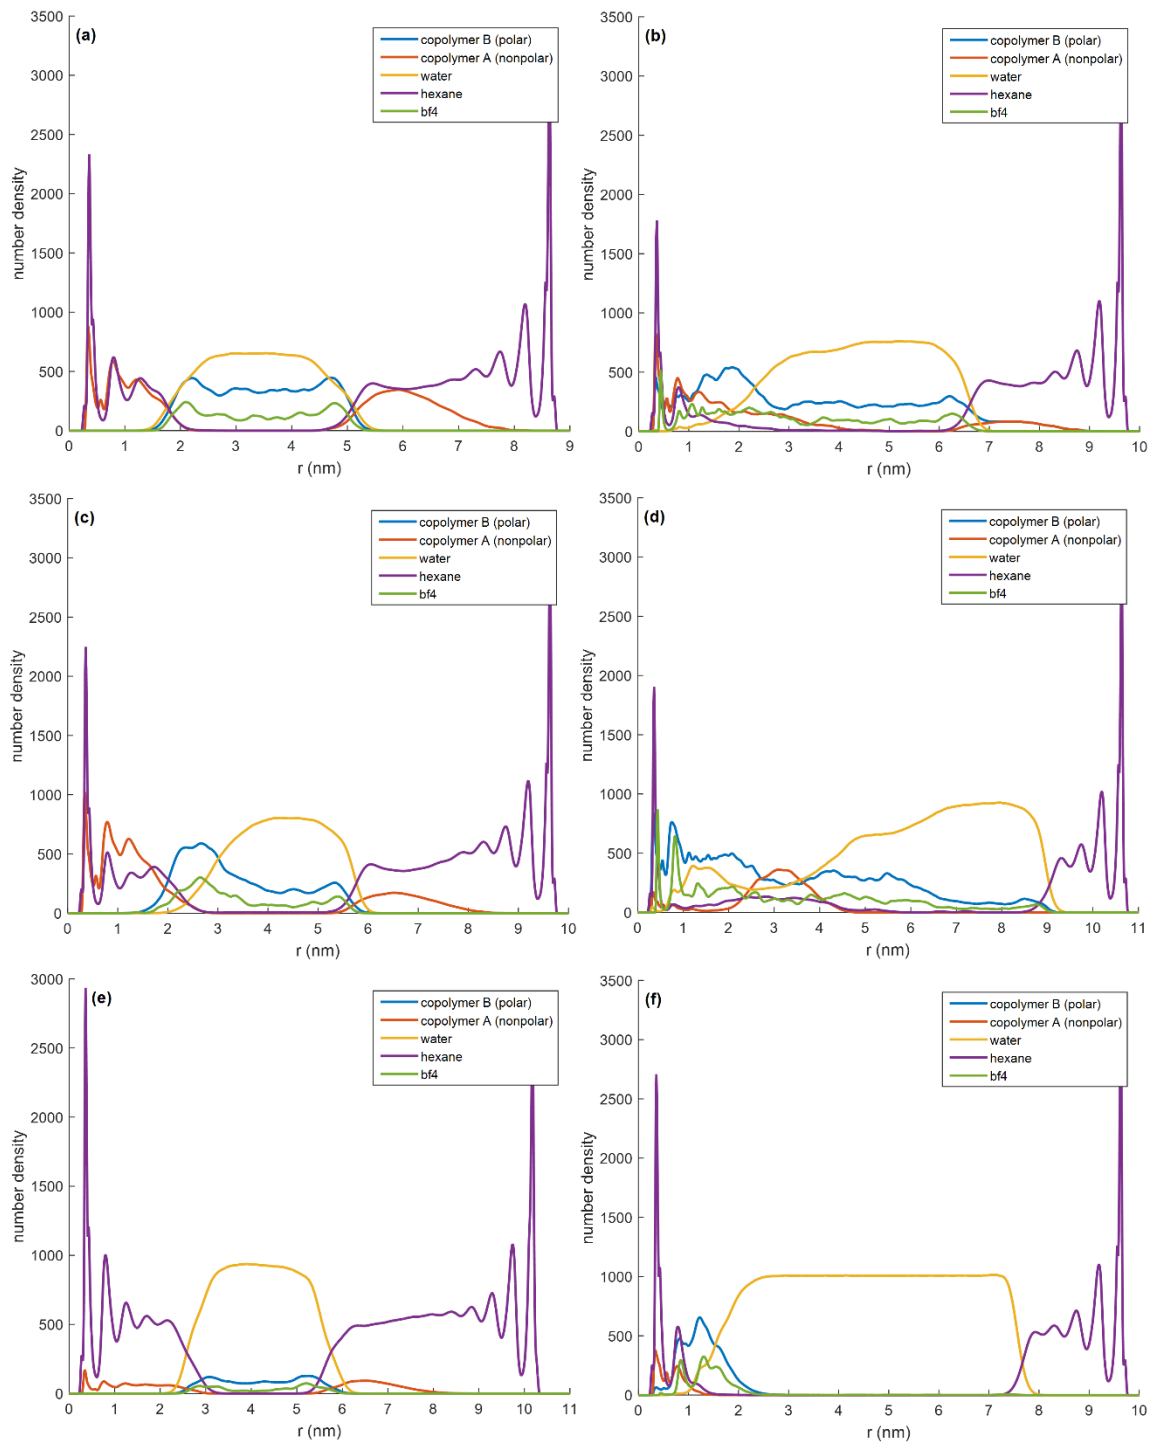 (a)
3500
3000
2500
2000
1500
1000
500
0
number density
copolymer B (polar)
copolymer A (nonpolar)
water
hexane
bf4
0 1 2 3 4 5 6 7 8 9
r (nm)
(b)
3500
3000
2500
2000
1500
1000
500
0
number density
copolymer B (polar)
copolymer A (nonpolar)
water
hexane
bf4
0 1 2 3 4 5 6 7 8 9 10
r (nm)
(c)
3500
3000
2500
2000
1500
1000
500
0
number density
copolymer B (polar)
copolymer A (nonpolar)
water
hexane
bf4
0 1 2 3 4 5 6 7 8 9 10
r (nm)
(d)
3500
3000
2500
2000
1500
1000
500
0
number density
copolymer B (polar)
copolymer A (nonpolar)
water
hexane
bf4
0 1 2 3 4 5 6 7 8 9 10 11
r (nm)
(e)
3000
2500
2000
1500
1000
500
0
number density
copolymer B (polar)
copolymer A (nonpolar)
water
hexane
bf4
0 1 2 3 4 5 6 7 8 9 10 11
r (nm)
(f)
3500
3000
2500
2000
1500
1000
500
0
number density
copolymer B (polar)
copolymer A (nonpolar)
water
hexane
bf4
0 1 2 3 4 5 6 7 8 9 10
r (nm)